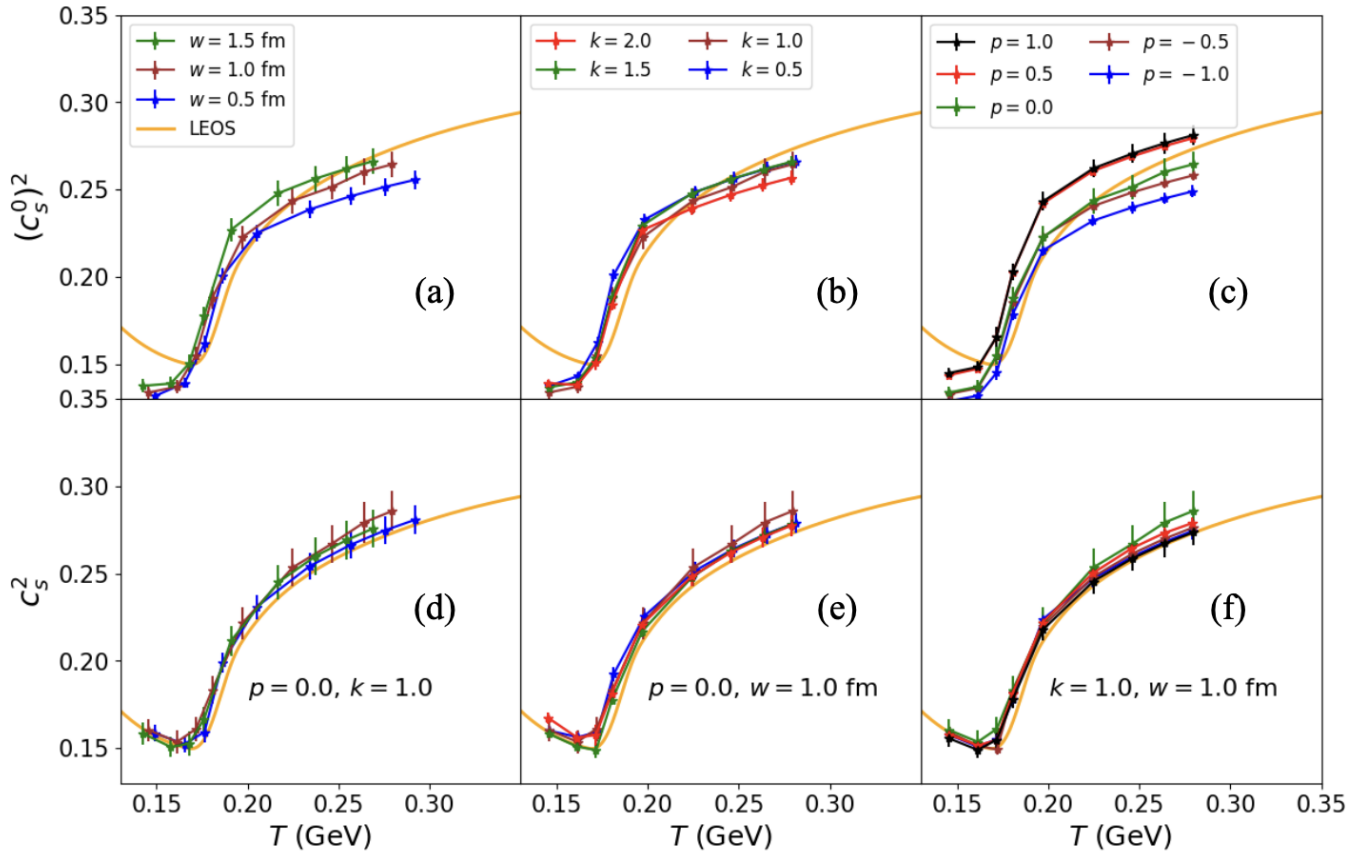 0.35
0.30
0.25
0.20
0.15
(c_s^0)^2
w = 1.5 fm
w = 1.0 fm
w = 0.5 fm
LEOS
(a)
k = 2.0 k = 1.0
k = 1.5 k = 0.5
(b)
p = 1.0 p = −0.5
p = 0.5 p = −1.0
p = 0.0
(c)
0.35
0.30
0.25
0.20
0.15
c_s^2
(d)
p = 0.0, k = 1.0
(e)
p = 0.0, w = 1.0 fm
(f)
k = 1.0, w = 1.0 fm
0.15 0.20 0.25 0.30 0.15 0.20 0.25 0.30 0.15 0.20 0.25 0.30 0.35
T (GeV) T (GeV) T (GeV)